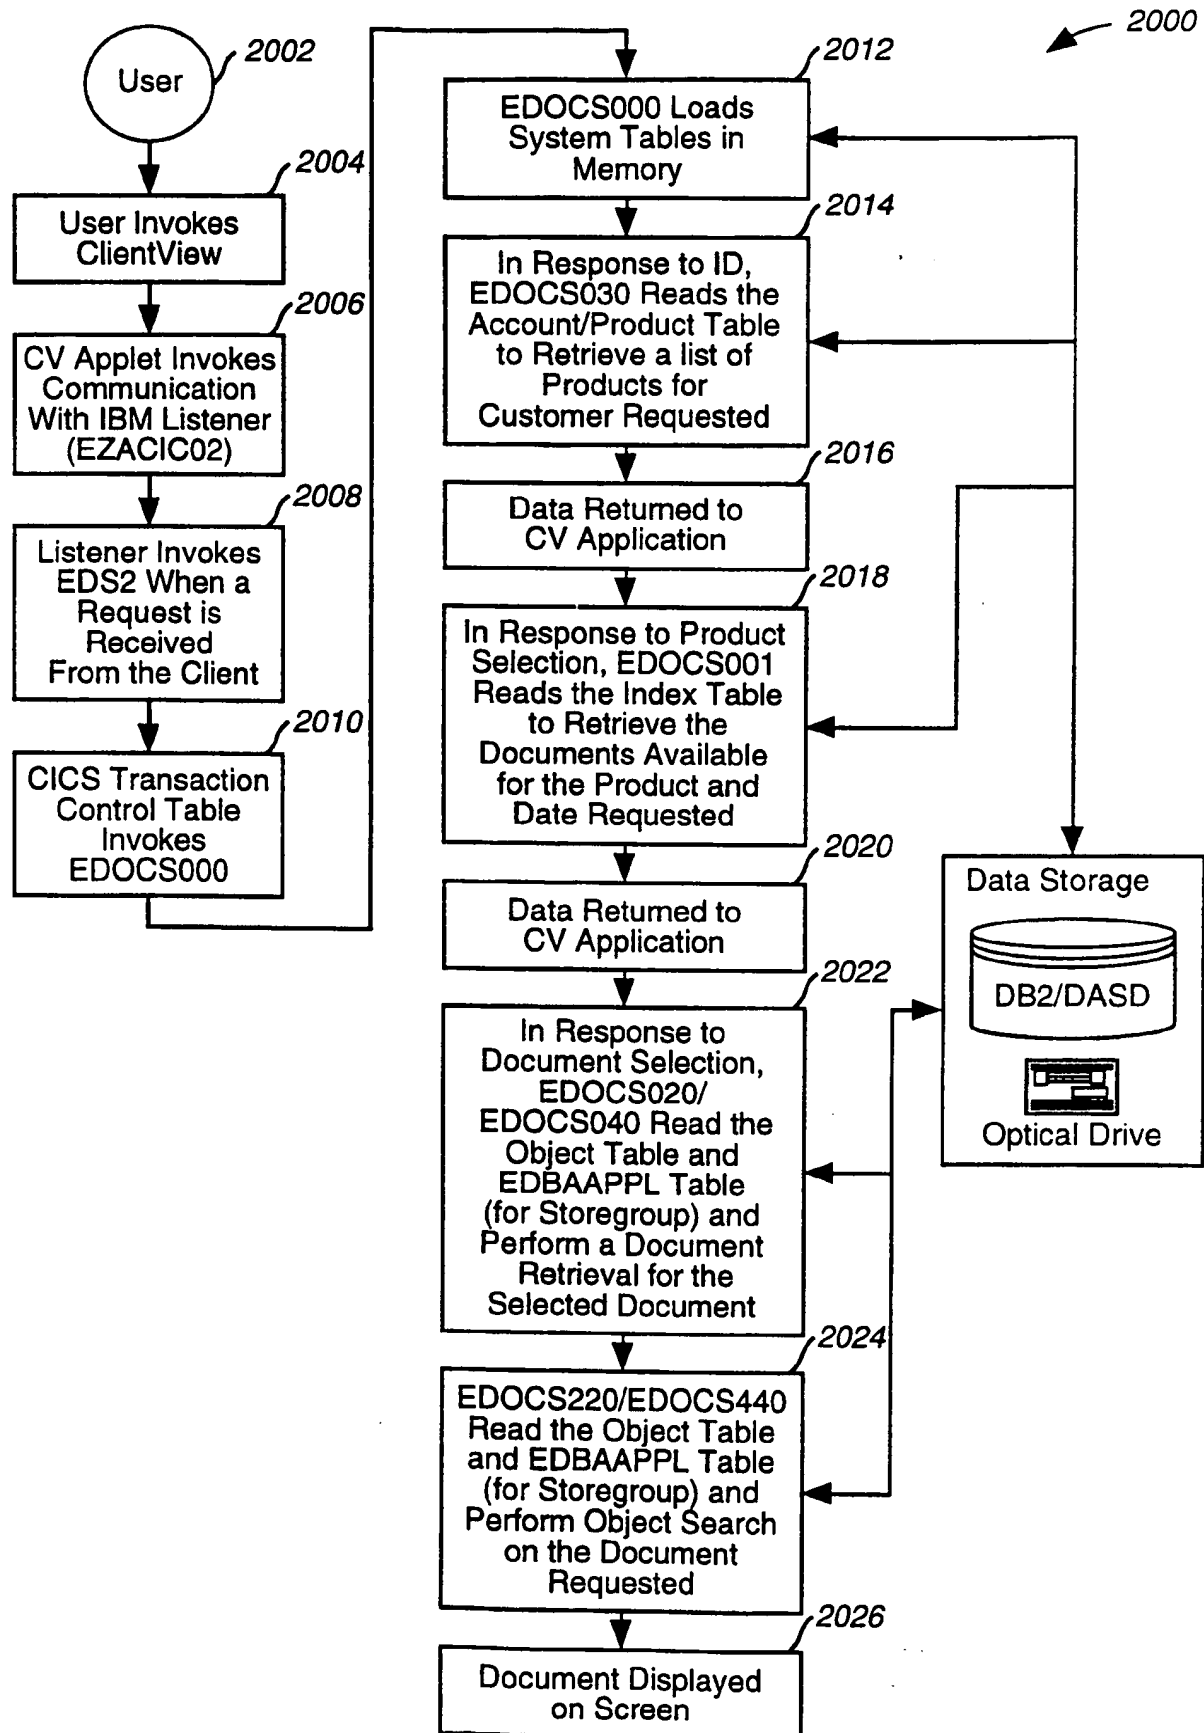 2000
2002
User
2004
User Invokes
ClientView
2006
CV Applet Invokes
Communication
With IBM Listener
(EZACIC02)
2008
Listener Invokes
EDS2 When a
Request is
Received
From the Client
2010
CICS Transaction
Control Table
Invokes
EDOCS000
2012
EDOCS000 Loads
System Tables in
Memory
2014
In Response to ID,
EDOCS030 Reads the
Account/Product Table
to Retrieve a list of
Products for
Customer Requested
2016
Data Returned to
CV Application
2018
In Response to Product
Selection, EDOCS001
Reads the Index Table
to Retrieve the
Documents Available
for the Product and
Date Requested
2020
Data Returned to
CV Application
2022
In Response to
Document Selection,
EDOCS020/
EDOCS040 Read the
Object Table and
EDBAAPPL Table
(for Storegroup) and
Perform a Document
Retrieval for the
Selected Document
2024
EDOCS220/EDOCS440
Read the Object Table
and EDBAAPPL Table
(for Storegroup) and
Perform Object Search
on the Document
Requested
2026
Document Displayed
on Screen
Data Storage
DB2/DASD
Optical Drive